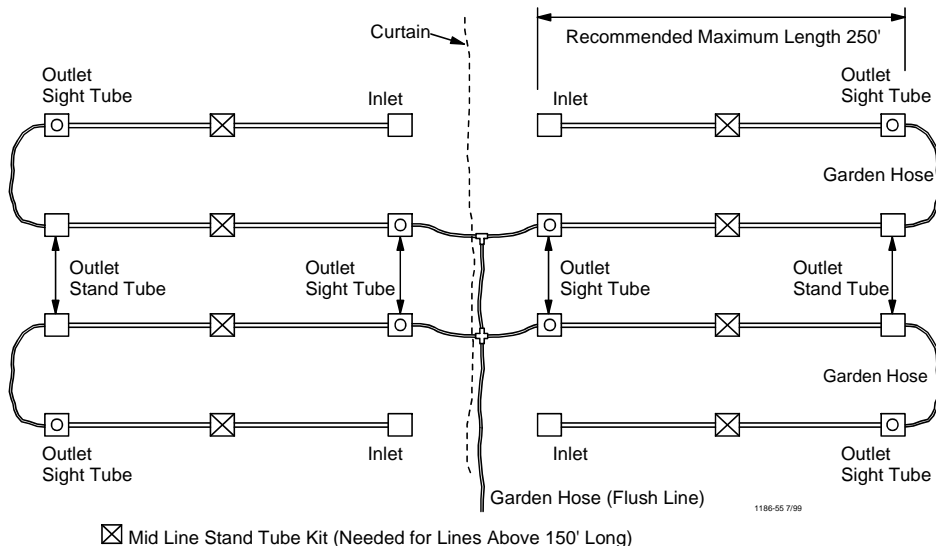 Curtain
Recommended Maximum Length 250'
Outlet
Sight Tube
Inlet
Inlet
Outlet
Sight Tube
Garden Hose
Outlet
Stand Tube
Outlet
Sight Tube
Outlet
Sight Tube
Outlet
Stand Tube
Garden Hose
Outlet
Sight Tube
Inlet
Inlet
Outlet
Sight Tube
Garden Hose (Flush Line)
1186-55 7/99
Mid Line Stand Tube Kit (Needed for Lines Above 150' Long)